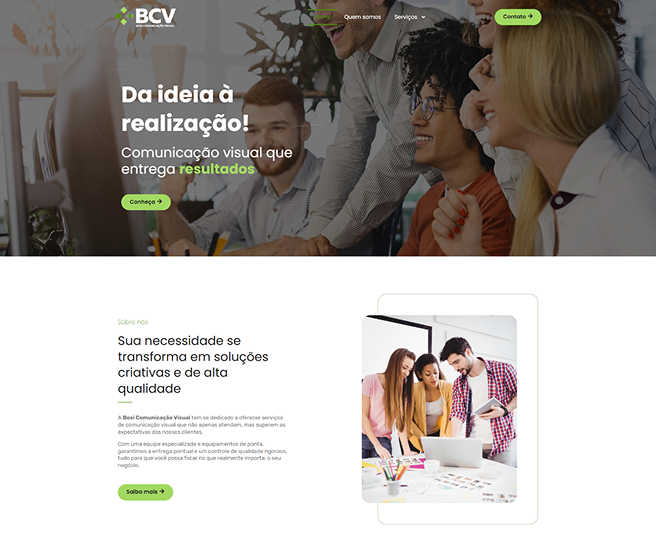 BCV
BOSI COMUNICAÇÃO VISUAL
Quem somos
Serviços
Contato
Da ideia à
realização!
Comunicação visual que
entrega resultados
Conheça
Sobre nós
Sua necessidade se
transforma em soluções
criativas e de alta
qualidade
A Bosi Comunicação Visual tem se dedicado a oferecer serviços
de comunicação visual que não apenas atendam, mas superem as
expectativas dos nossos clientes.
Com uma equipe especializada e equipamentos de ponta,
garantimos a entrega pontual e um controle de qualidade rigoroso,
tudo para que você possa focar no que realmente importa: o seu
negócio.
Saiba mais